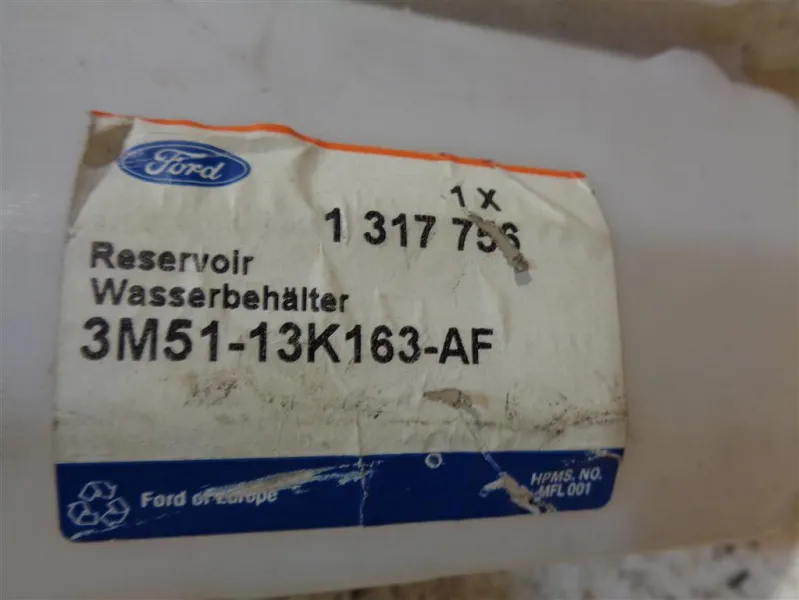 Ford
1 X
1 317 756
Reservoir
Wasserbehälter
3M51-13K163-AF
Ford of Europe
HPMS. NO.
MFL 001